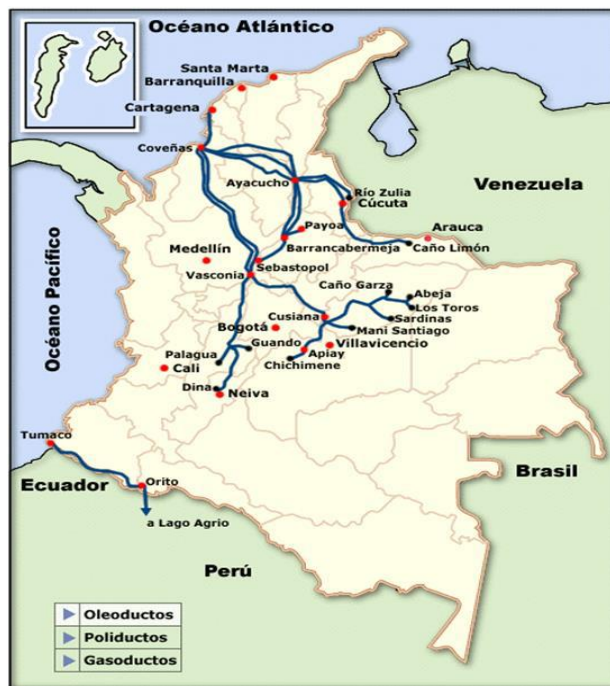 Océano Atlántico
Santa Marta
Barranquilla
Cartagena
Coveñas
Ayacucho
Río Zulia
Cúcuta
Venezuela
Payoa
Arauca
Medellín
Barrancabermeja
Caño Limón
Sebastopol
Vasconia
Océano Pacífico
Caño Garza
Abeja
Los Toros
Cusiana
Sardinas
Bogotá
Mani Santiago
Guando
Villavicencio
Palagua
Apiay
Cali
Chichimene
Dina
Neiva
Tumaco
Ecuador
Orito
Brasil
a Lago Agrio
Perú
Oleoductos
Poliductos
Gasoductos